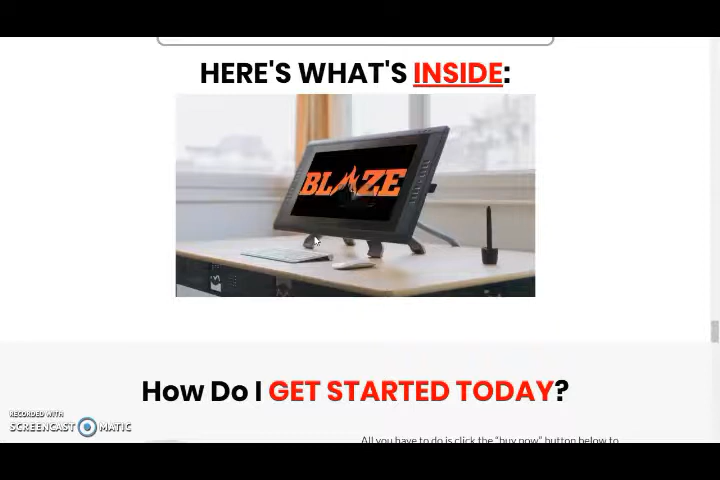 HERE'S WHAT'S INSIDE:
BLAZE
How Do I GET STARTED TODAY?
RECORDED WITH
SCREENCAST MATIC
All you have to do is click the "buy now" button below to